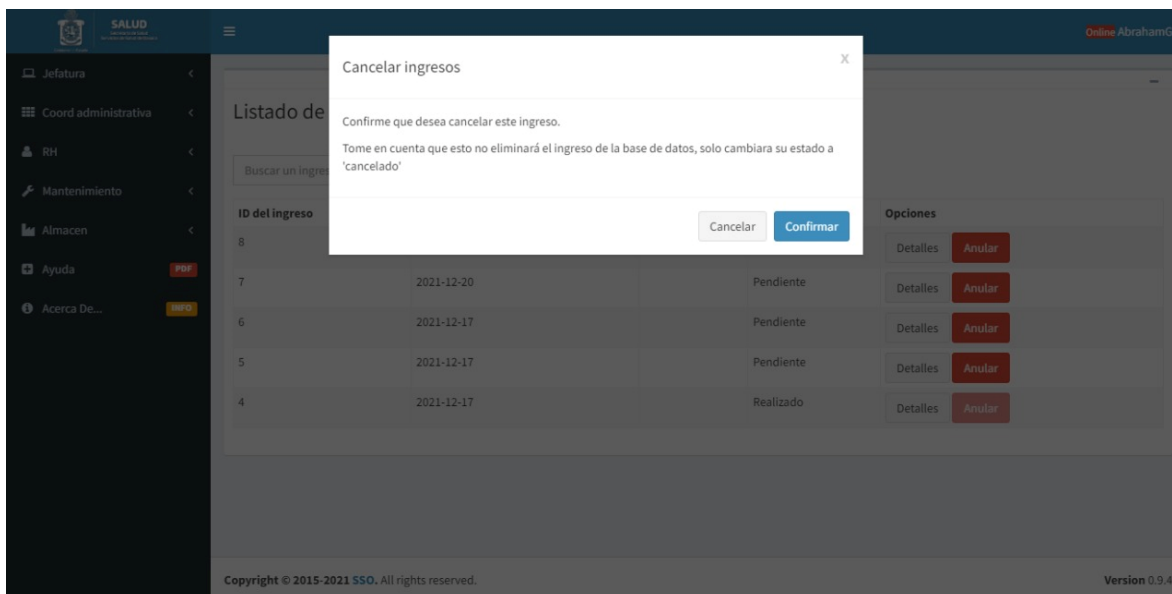 SALUD
Online AbrahamG
Jefatura
Coord administrativa
RH
Mantenimiento
Almacen
Ayuda PDF
Acerca De... INFO
Cancelar ingresos X
Confirme que desea cancelar este ingreso.
Tome en cuenta que esto no eliminará el ingreso de la base de datos, solo cambiara su estado a
'cancelado'
Cancelar Confirmar
Listado de
Buscar un ingre
ID del ingreso Opciones
8 Detalles Anular
7 2021-12-20 Pendiente Detalles Anular
6 2021-12-17 Pendiente Detalles Anular
5 2021-12-17 Pendiente Detalles Anular
4 2021-12-17 Realizado Detalles Anular
Copyright © 2015-2021 SSO. All rights reserved. Version 0.9.4